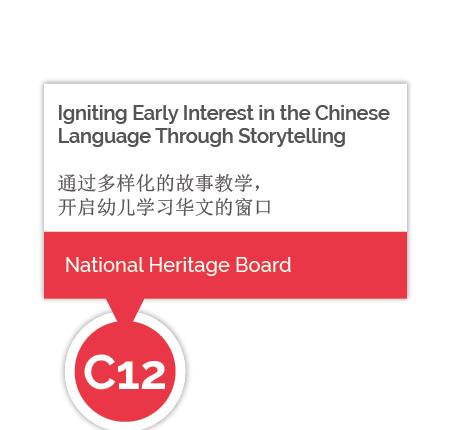 Igniting Early Interest in the Chinese
Language Through Storytelling
通过多样化的故事教学，
开启幼儿学习华文的窗口
National Heritage Board
C12